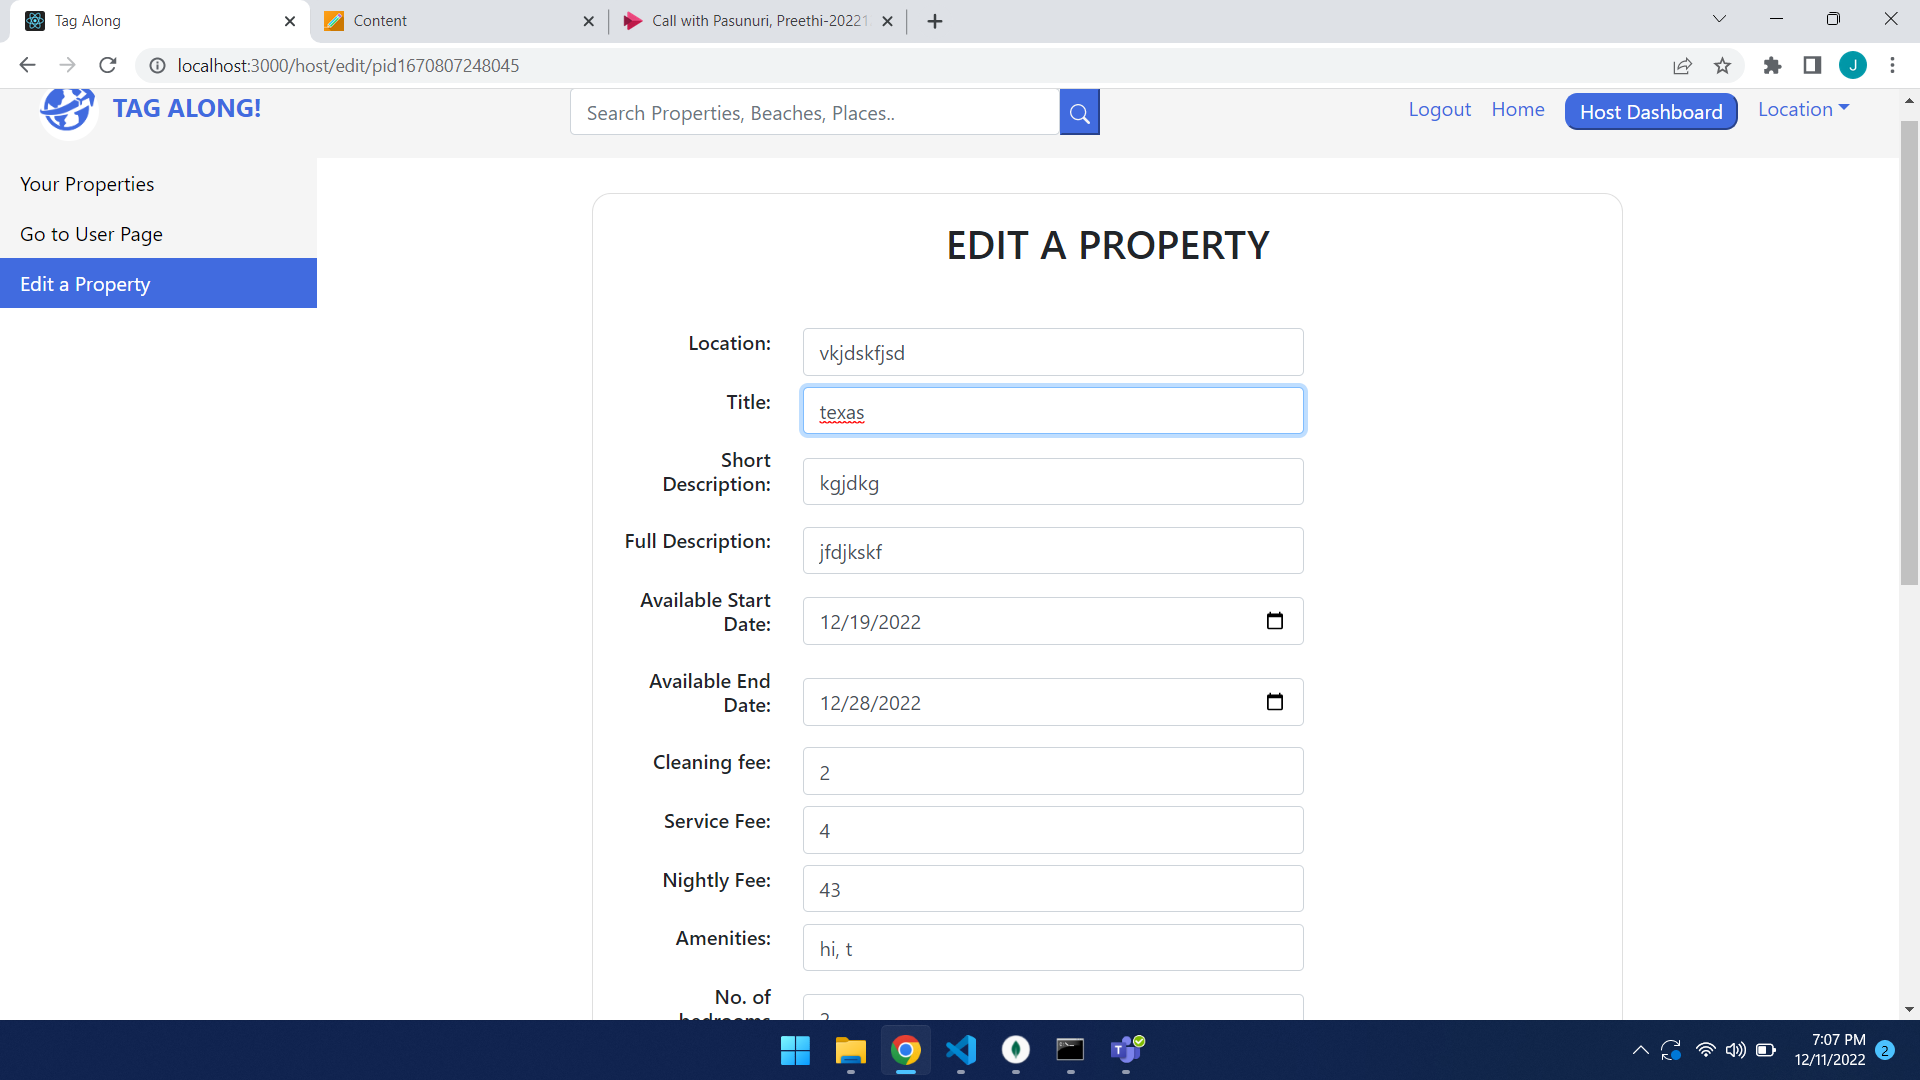 Tag Along
Content
Call with Pasunuri, Preethi-20221
localhost:3000/host/edit/pid1670807248045
J
TAG ALONG!
Search Properties, Beaches, Places..
Logout
Home
Host Dashboard
Location
Your Properties
Go to User Page
Edit a Property
EDIT A PROPERTY
Location:
vkjdskfjsd
Title:
texas
Short
Description:
kgjdkg
Full Description:
jfdjkskf
Available Start
Date:
12/19/2022
Available End
Date:
12/28/2022
Cleaning fee:
2
Service Fee:
4
Nightly Fee:
43
Amenities:
hi, t
No. of
bedrooms
7:07 PM
12/11/2022
2